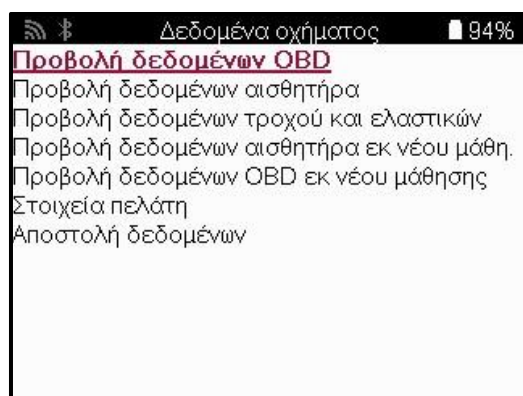 Δεδομένα οχήματος 94%
Προβολή δεδομένων OBD
Προβολή δεδομένων αισθητήρα
Προβολή δεδομένων τροχού και ελαστικών
Προβολή δεδομένων αισθητήρα εκ νέου μάθη.
Προβολή δεδομένων OBD εκ νέου μάθησης
Στοιχεία πελάτη
Αποστολή δεδομένων